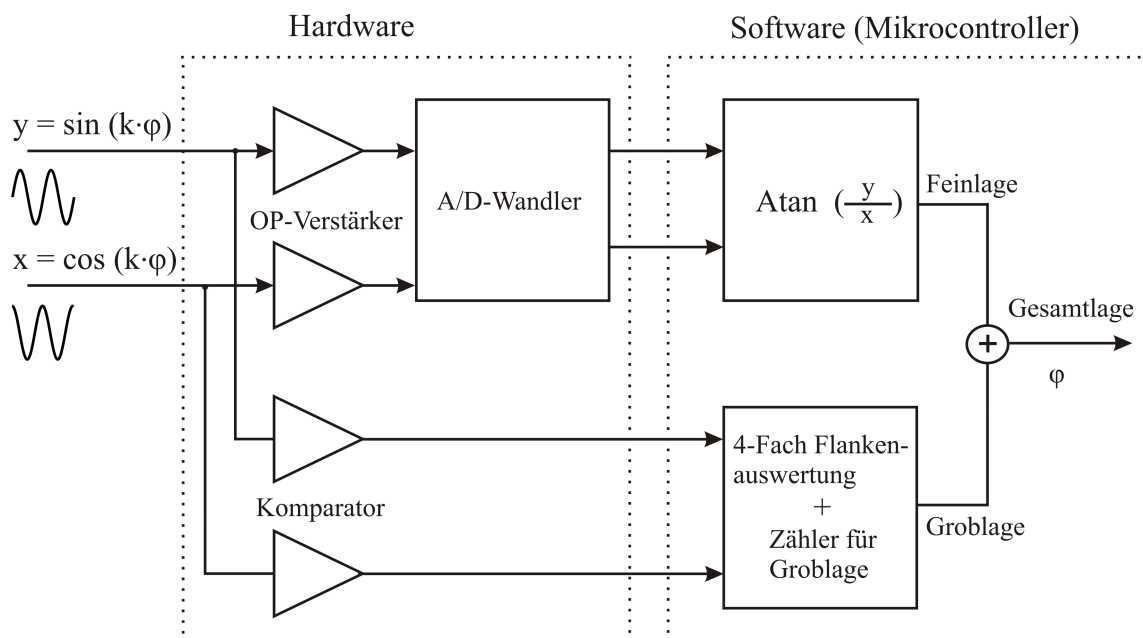 Hardware
Software (Mikrocontroller)
y = sin (k·φ)
OP-Verstärker
x = cos (k·φ)
A/D-Wandler
Atan (y/x)
Feinlage
Gesamtlage
+
φ
Komparator
4-Fach Flanken-
auswertung
+
Zähler für
Groblage
Groblage